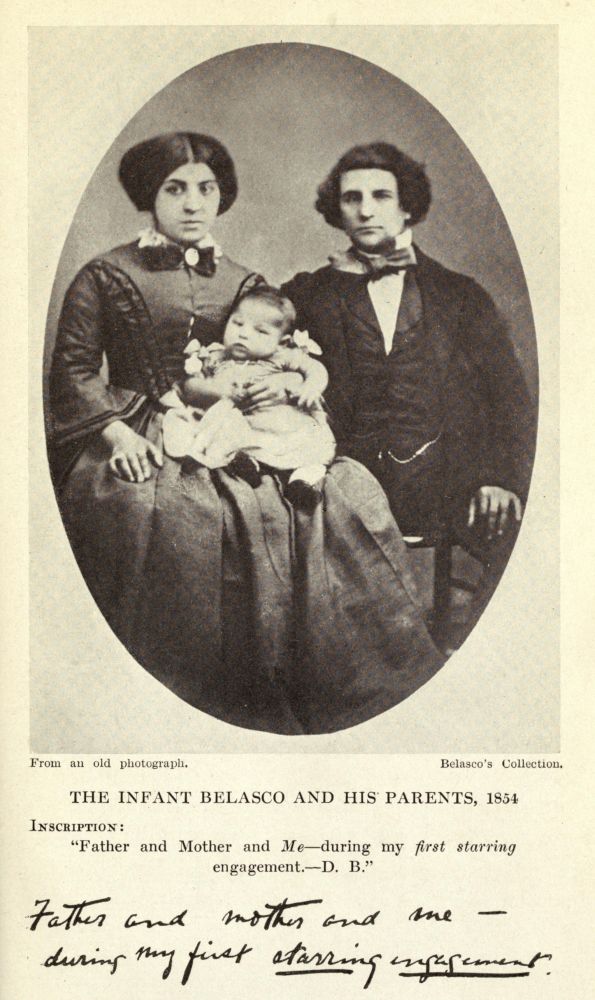 From an old photograph.
Belasco's Collection.
THE INFANT BELASCO AND HIS PARENTS, 1854
INSCRIPTION:
"Father and Mother and Me—during my first starring
engagement.—D. B."
Father and mother and me —
during my first starring engagement.